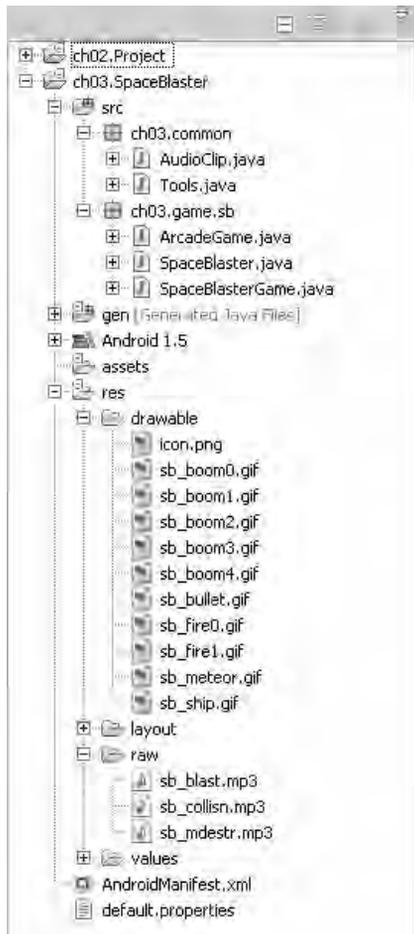 ch02.Project
ch03.SpaceBlaster
src
ch03.common
AudioClip.java
Tools.java
ch03.game.sb
ArcadeGame.java
SpaceBlaster.java
SpaceBlasterGame.java
gen [Generated Java Files]
Android 1.5
assets
res
drawable
icon.png
sb_boom0.gif
sb_boom1.gif
sb_boom2.gif
sb_boom3.gif
sb_boom4.gif
sb_bullet.gif
sb_fire0.gif
sb_fire1.gif
sb_meteor.gif
sb_ship.gif
layout
raw
sb_blast.mp3
sb_collisn.mp3
sb_mdestr.mp3
values
AndroidManifest.xml
default.properties